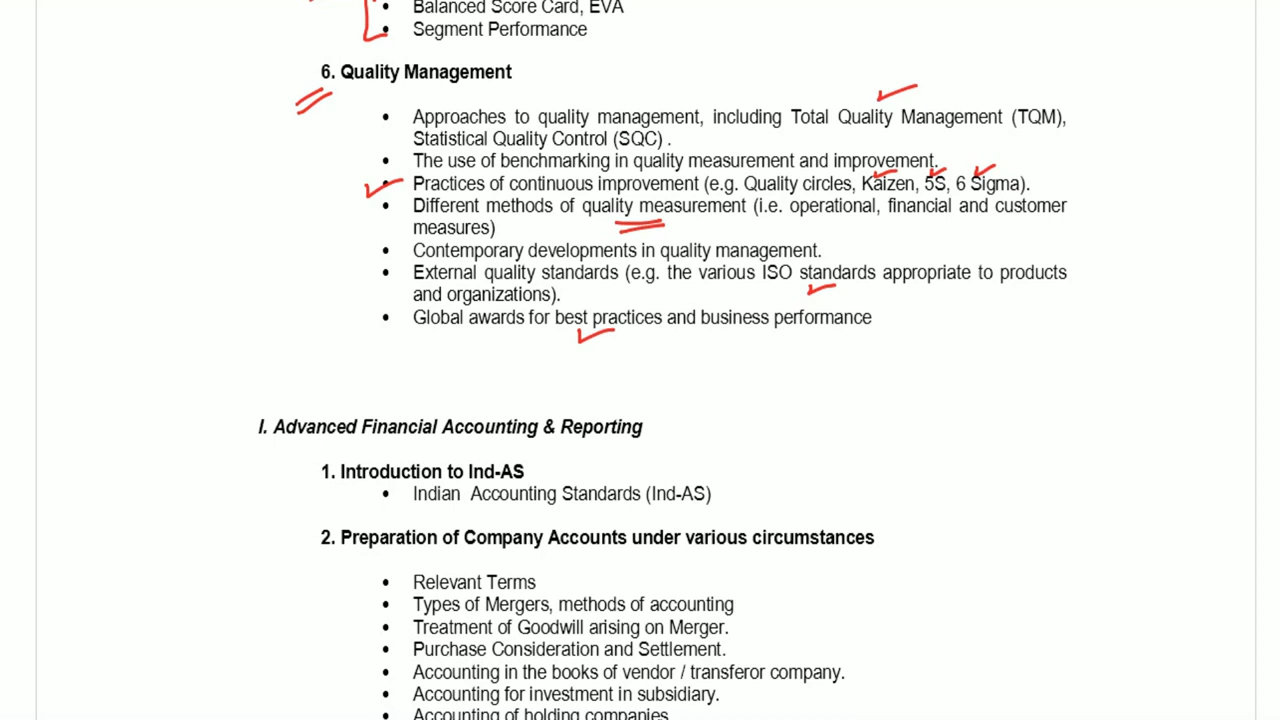 • Balanced Score Card, EVA
• Segment Performance
6. Quality Management
• Approaches to quality management, including Total Quality Management (TQM),
Statistical Quality Control (SQC) .
• The use of benchmarking in quality measurement and improvement.
• Practices of continuous improvement (e.g. Quality circles, Kaizen, 5S, 6 Sigma).
• Different methods of quality measurement (i.e. operational, financial and customer
measures)
• Contemporary developments in quality management.
• External quality standards (e.g. the various ISO standards appropriate to products
and organizations).
• Global awards for best practices and business performance
I. Advanced Financial Accounting & Reporting
1. Introduction to Ind-AS
• Indian Accounting Standards (Ind-AS)
2. Preparation of Company Accounts under various circumstances
• Relevant Terms
• Types of Mergers, methods of accounting
• Treatment of Goodwill arising on Merger.
• Purchase Consideration and Settlement.
• Accounting in the books of vendor / transferor company.
• Accounting for investment in subsidiary.
• Accounting of holding companies